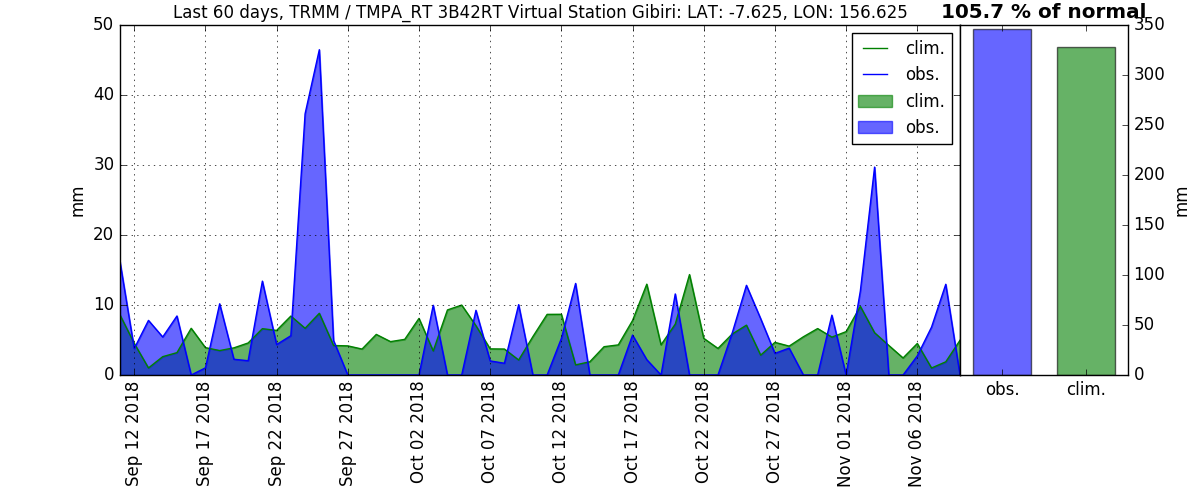 Last 60 days, TRMM / TMPA_RT 3B42RT Virtual Station Gibiri: LAT: -7.625, LON: 156.625
105.7 % of normal
50
40
30
20
10
0
mm
clim.
obs.
clim.
obs.
350
300
250
200
150
100
50
0
mm
Sep 12 2018
Sep 17 2018
Sep 22 2018
Sep 27 2018
Oct 02 2018
Oct 07 2018
Oct 12 2018
Oct 17 2018
Oct 22 2018
Oct 27 2018
Nov 01 2018
Nov 06 2018
obs.
clim.